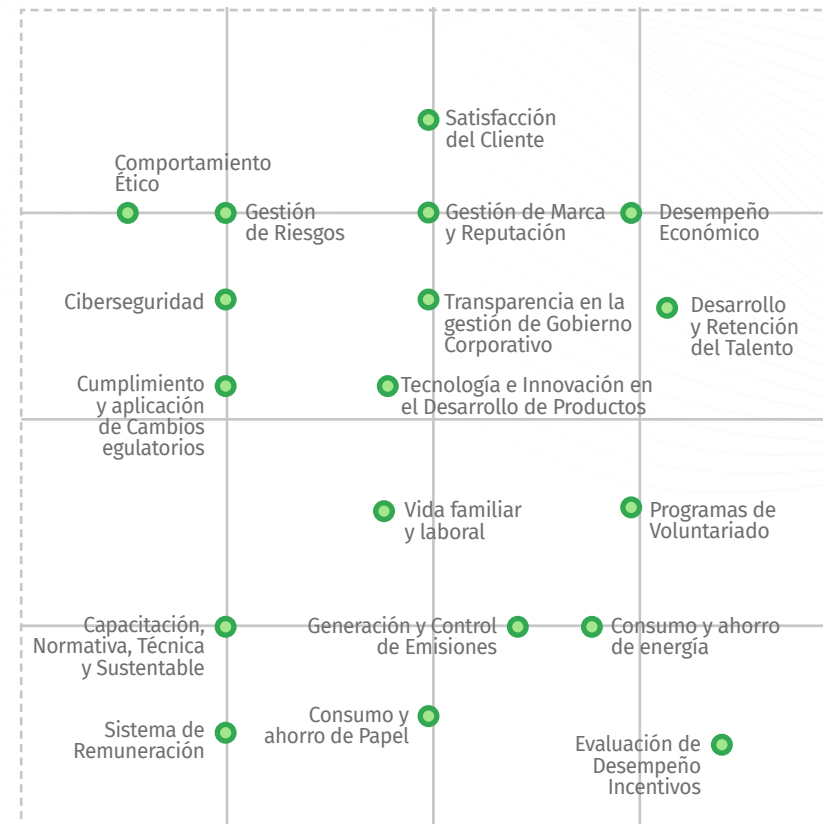 Satisfacción
del Cliente
Comportamiento
Ético
Gestión
de Riesgos
Gestión de Marca
y Reputación
Desempeño
Económico
Ciberseguridad
Transparencia en la
gestión de Gobierno
Corporativo
Desarrollo
y Retención
del Talento
Cumplimiento
y aplicación
de Cambios
egulatorios
Tecnología e Innovación en
el Desarrollo de Productos
Vida familiar
y laboral
Programas de
Voluntariado
Capacitación,
Normativa, Técnica
y Sustentable
Generación y Control
de Emisiones
Consumo y ahorro
de energía
Sistema de
Remuneración
Consumo y
ahorro de Papel
Evaluación de
Desempeño
Incentivos